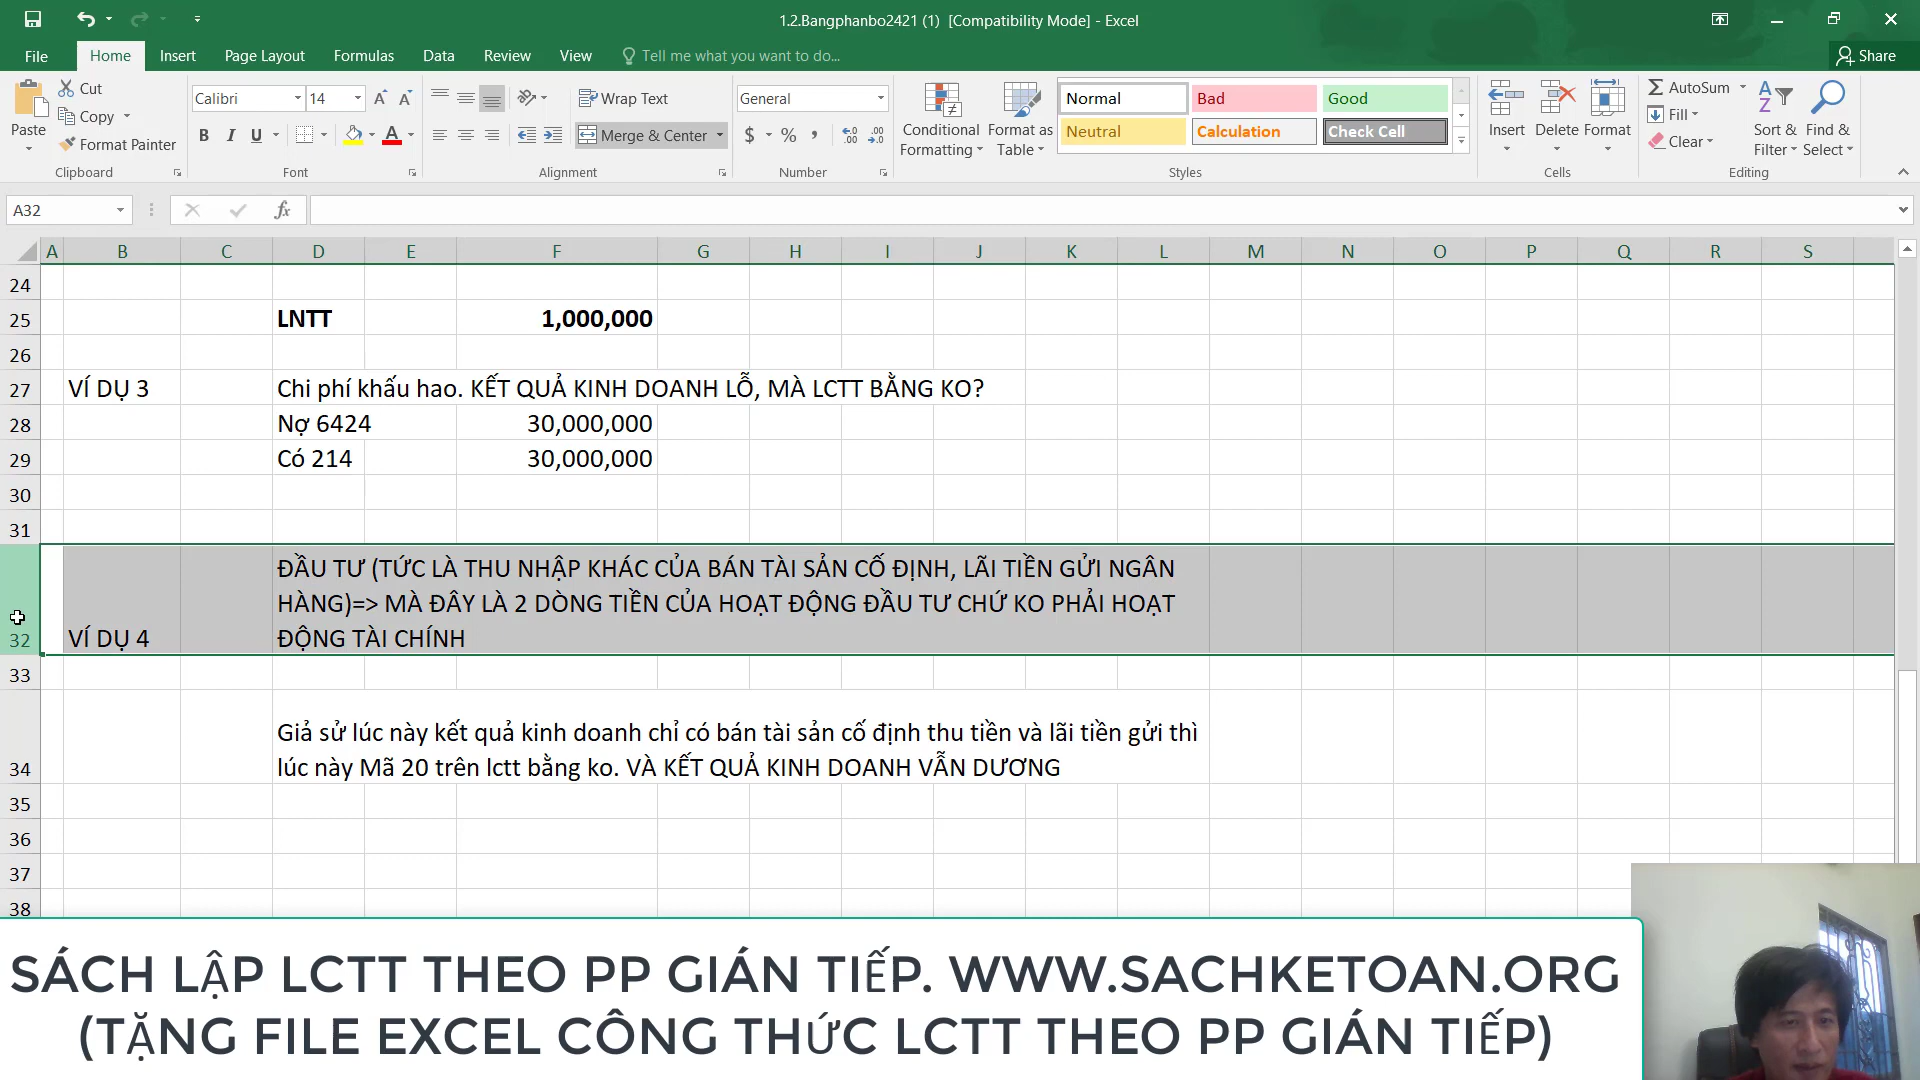 1.2.Bangphanbo2421 (1) [Compatibility Mode] - Excel
File Home Insert Page Layout Formulas Data Review View Tell me what you want to do... Share
Paste
Cut
Copy
Format Painter
Clipboard
Calibri 14
B I U
Font
Wrap Text
Merge & Center
Alignment
General
$ % ,
Number
Conditional Formatting
Format as Table
Normal Bad Good
Neutral Calculation Check Cell
Styles
Insert Delete Format
Cells
AutoSum
Fill
Clear
Sort & Filter
Find & Select
Editing
A32
fx
A B C D E F G H I J K L M N O P Q R S
24
25 LNTT 1,000,000
26
27 VÍ DỤ 3 Chi phí khấu hao. KẾT QUẢ KINH DOANH LỖ, MÀ LCTT BẰNG KO?
28 Nợ 6424 30,000,000
29 Có 214 30,000,000
30
31
ĐẦU TƯ (TỨC LÀ THU NHẬP KHÁC CỦA BÁN TÀI SẢN CỐ ĐỊNH, LÃI TIỀN GỬI NGÂN
HÀNG)=> MÀ ĐÂY LÀ 2 DÒNG TIỀN CỦA HOẠT ĐỘNG ĐẦU TƯ CHỨ KO PHẢI HOẠT
32 VÍ DỤ 4 ĐỘNG TÀI CHÍNH
33
Giả sử lúc này kết quả kinh doanh chỉ có bán tài sản cố định thu tiền và lãi tiền gửi thì
34 lúc này Mã 20 trên lctt bằng ko. VÀ KẾT QUẢ KINH DOANH VẪN DƯƠNG
35
36
37
38
SÁCH LẬP LCTT THEO PP GIÁN TIẾP. WWW.SACHKETOAN.ORG
(TẶNG FILE EXCEL CÔNG THỨC LCTT THEO PP GIÁN TIẾP)